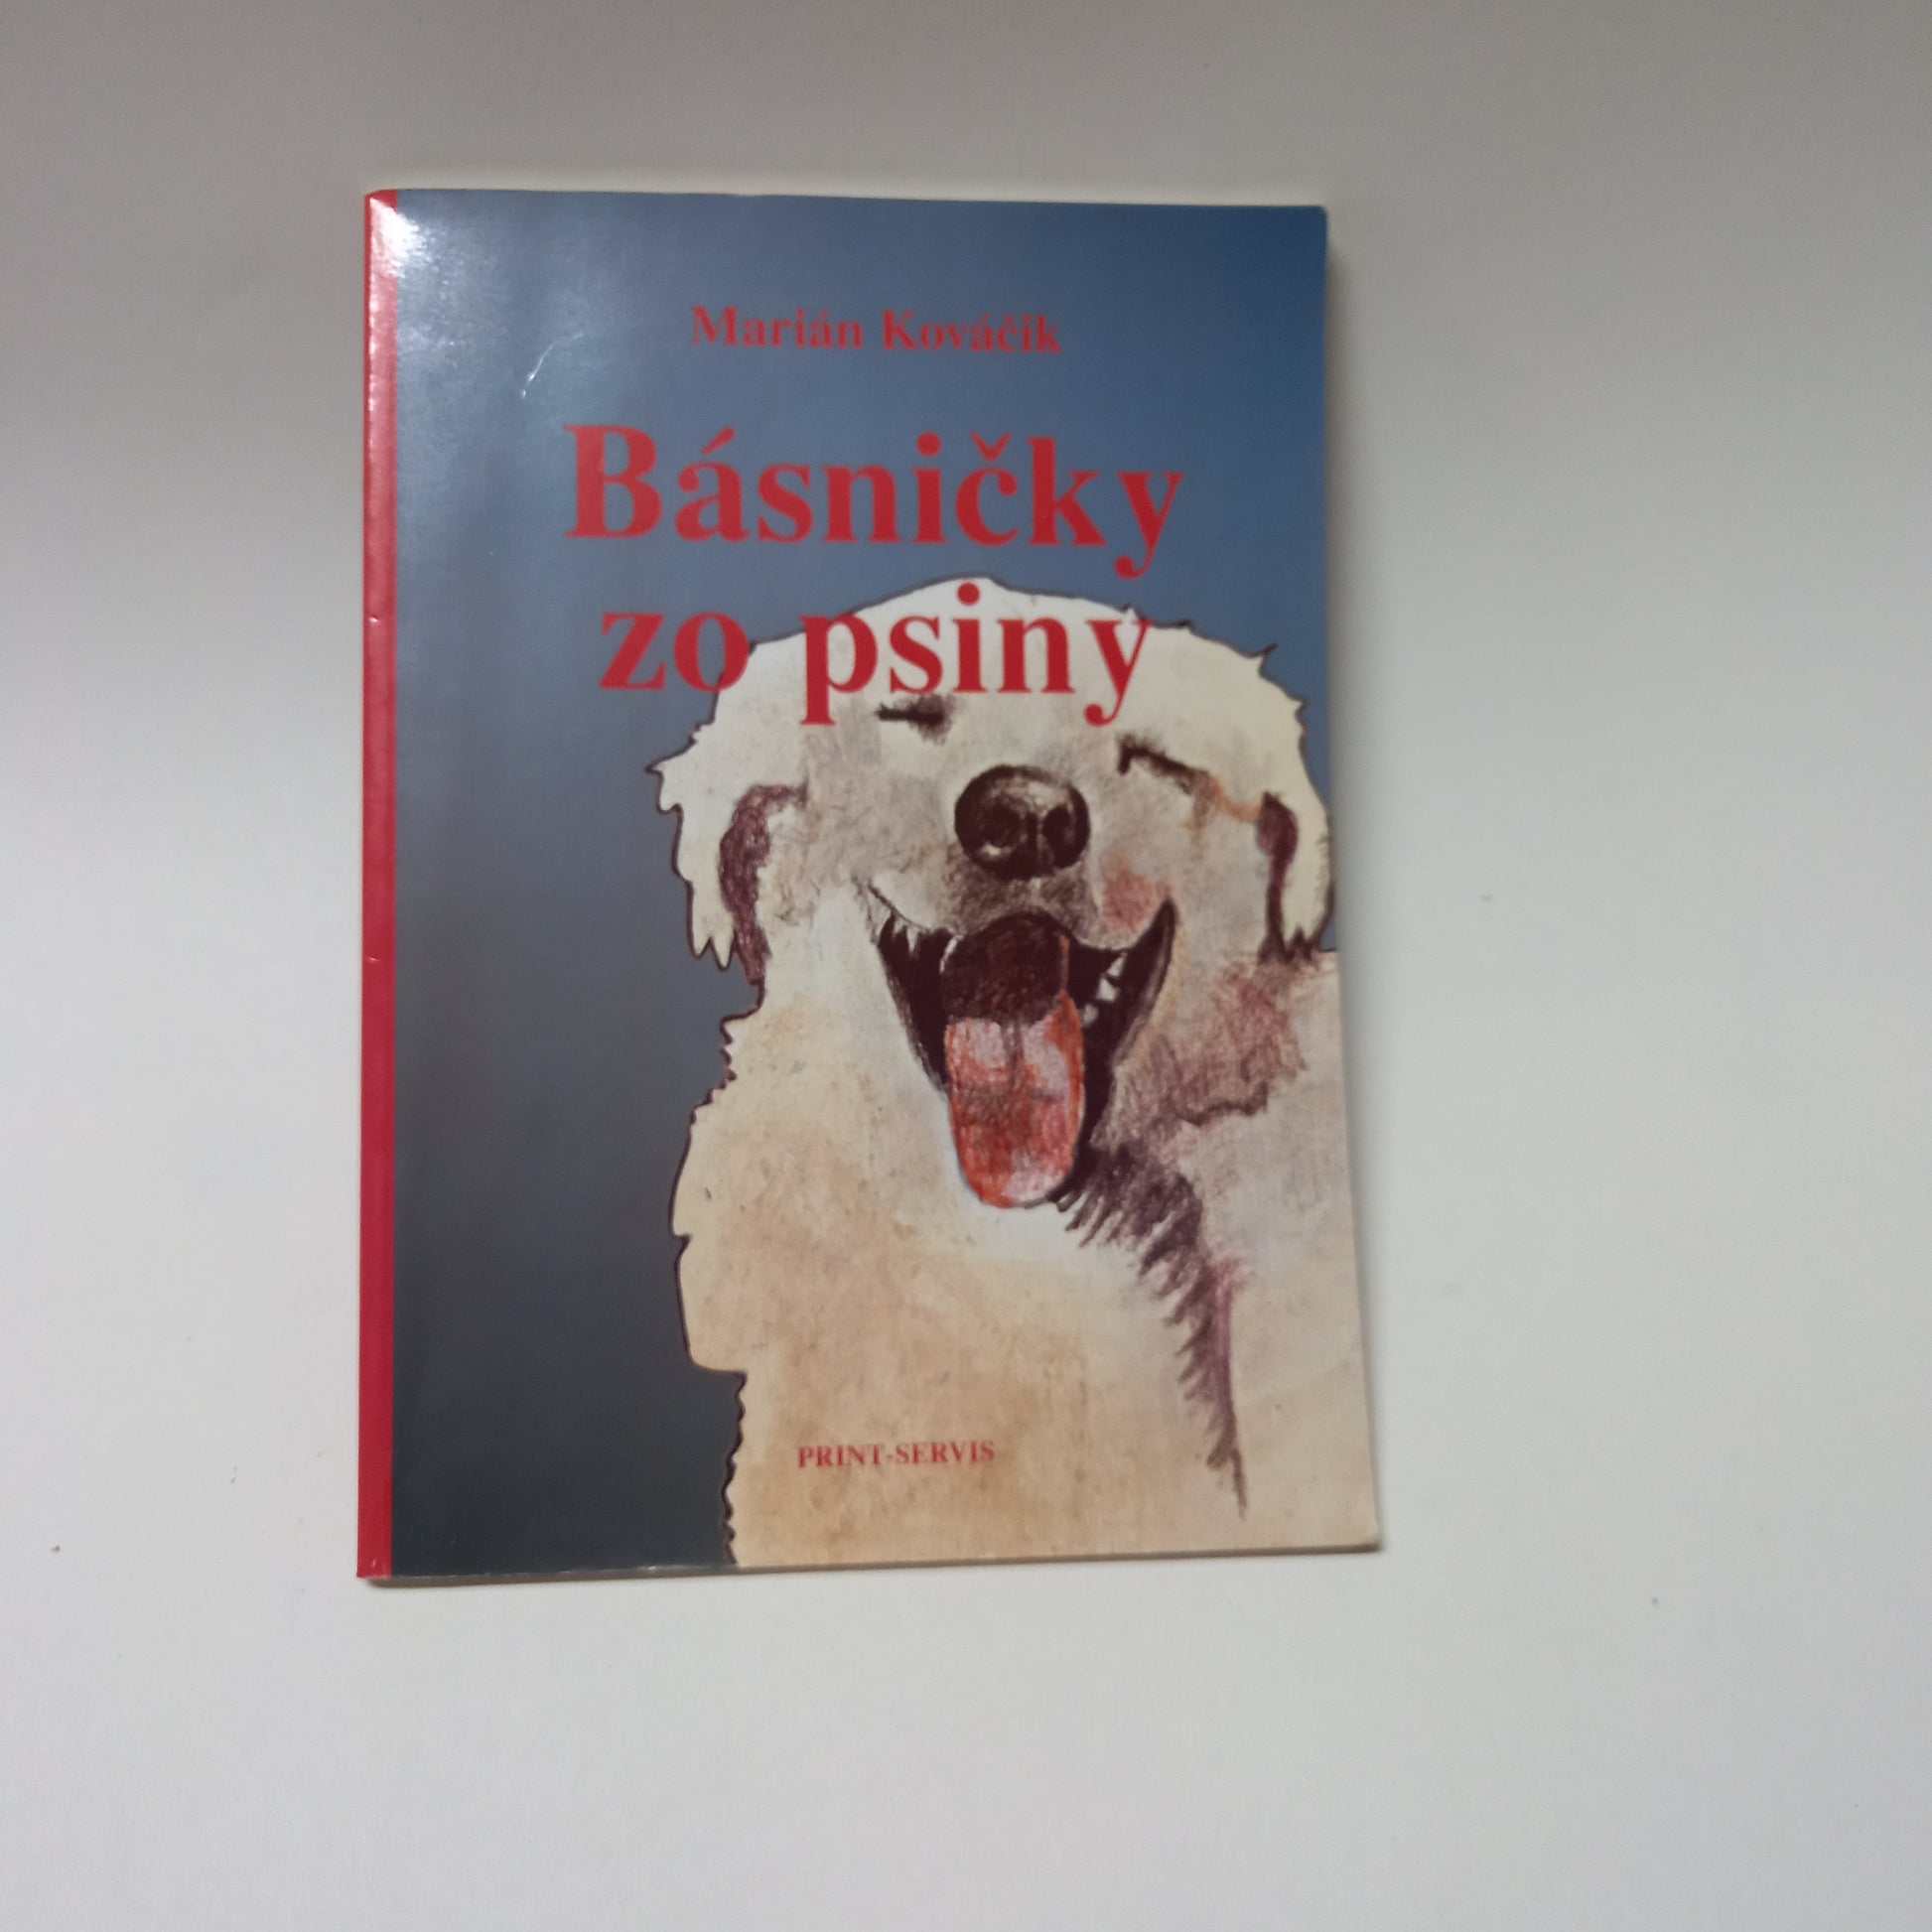 Marián Kováčik
Básničky
zo psiny
PRINT-SERVIS